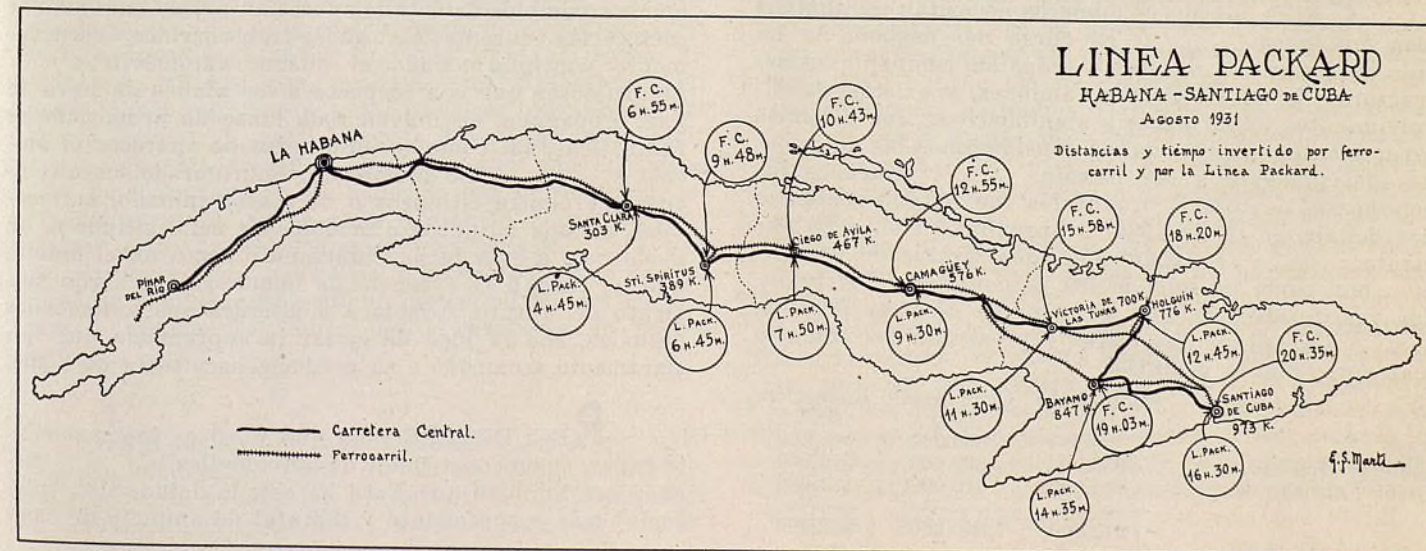 LINEA PACKARD
HABANA-SANTIAGO DE CUBA
AGOSTO 1931
Distancias y tiempo invertido por ferro-
carril y por la Linea Packard.
F. C.
6 H. 55 M.
F. C.
9 H. 48 M.
F. C.
10 H. 43 M.
F. C.
12 H. 55 M.
F. C.
15 H. 58 M.
F. C.
18 H. 20 M.
LA HABANA
PINAR
DEL RIO
SANTA CLARA
303 K.
STI. SPIRITUS
389 K.
CIEGO DE AVILA
467 K.
CAMAGÜEY
576 K.
VICTORIA DE
LAS TUNAS
700 K.
HOLGUIN
776 K.
BAYAMO
847 K.
SANTIAGO
DE CUBA
973 K.
L. PACK.
4 H. 45 M.
L. PACK.
6 H. 45 M.
L. PACK.
7 H. 50 M.
L. PACK.
9 H. 30 M.
L. PACK.
11 H. 30 M.
L. PACK.
12 H. 45 M.
F. C.
20 H. 35 M.
F. C.
19 H. 03 M.
L. PACK.
14 H. 35 M.
L. PACK.
16 H. 30 M.
Carretera Central.
Ferrocarril.
G. J. Martí